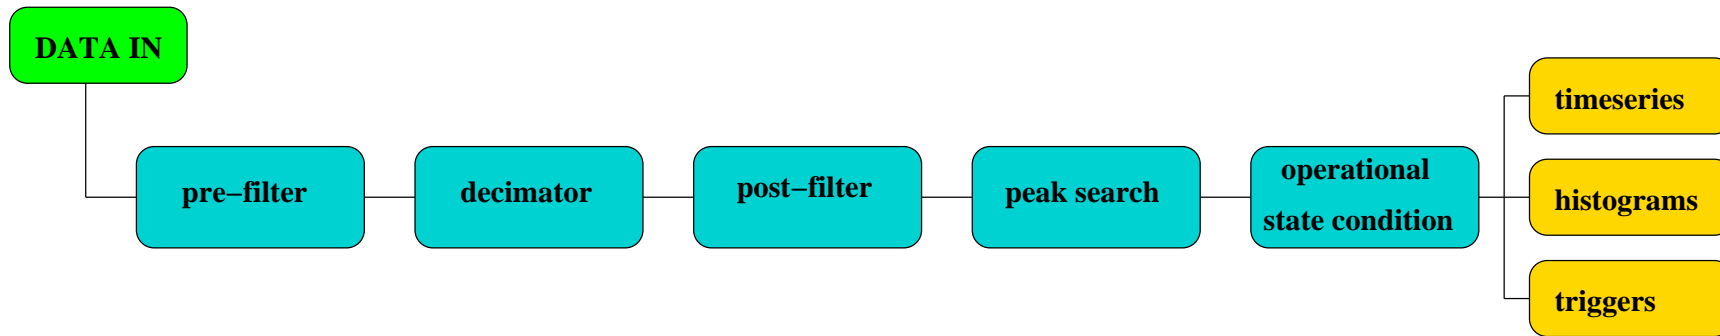 DATA IN
pre−filter
decimator
post−filter
peak search
operational
state condition
timeseries
histograms
triggers